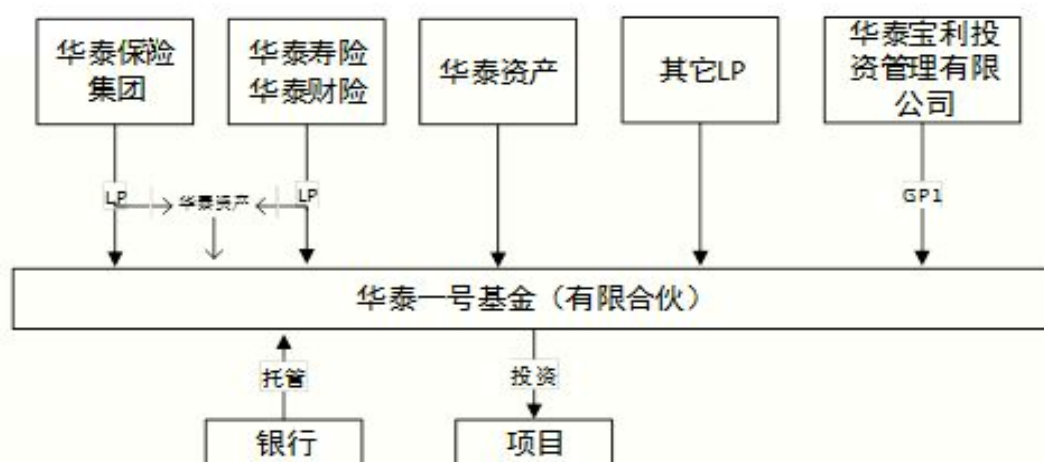 华泰保险
集团
华泰寿险
华泰财险
华泰资产
其它LP
华泰宝利投
资管理有限
公司
LP
华泰资产
LP
GP1
华泰一号基金（有限合伙）
托管
投资
银行
项目